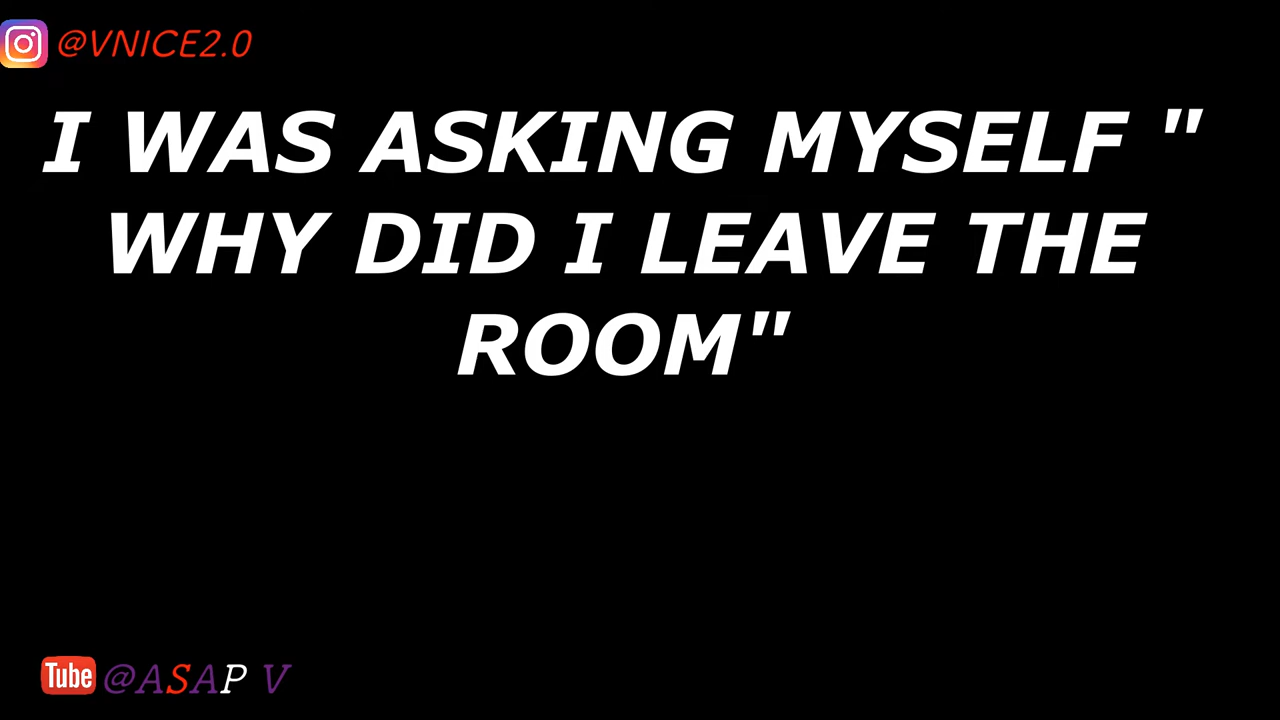 @VNICE2.0
I WAS ASKING MYSELF "
WHY DID I LEAVE THE
ROOM"
Tube @ASAP V